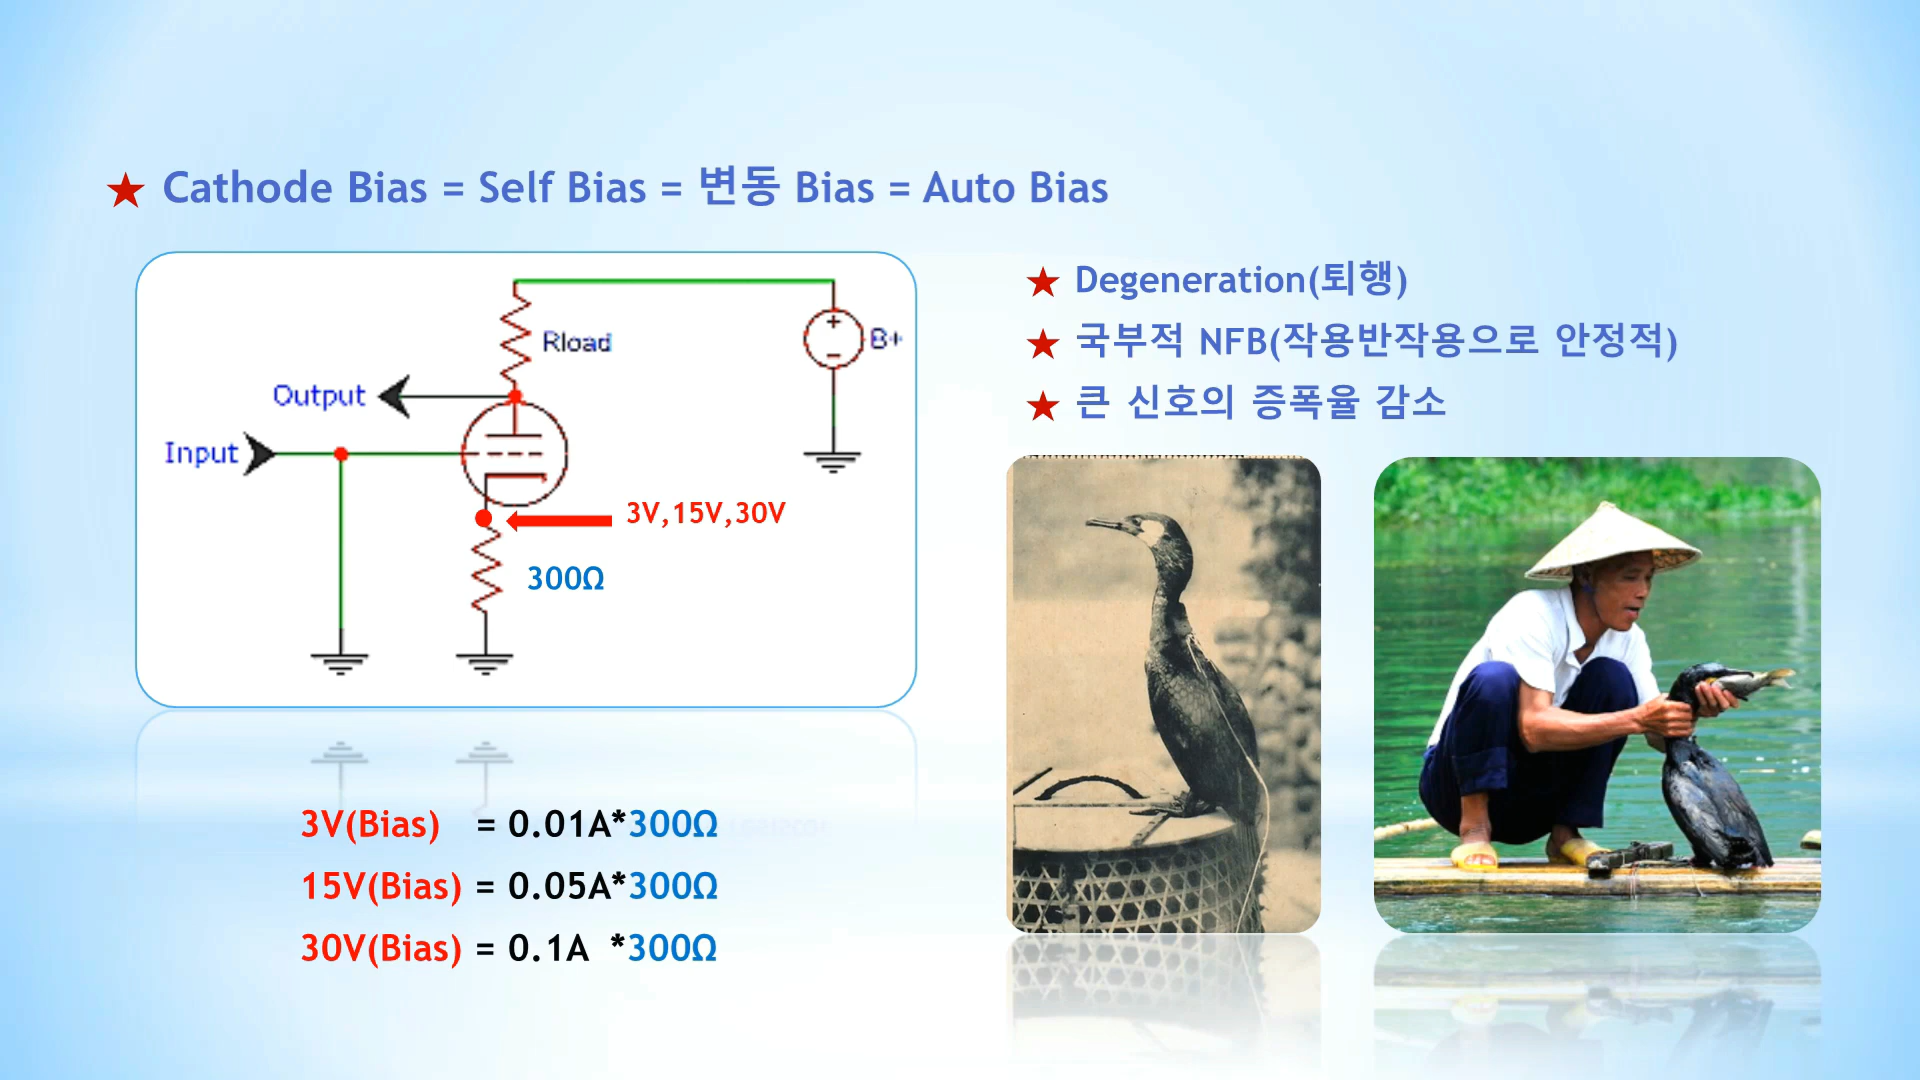 ★ Cathode Bias = Self Bias = 변동 Bias = Auto Bias
Rload
B+
Output
Input
3V,15V,30V
300Ω
3V(Bias) = 0.01A*300Ω
15V(Bias) = 0.05A*300Ω
30V(Bias) = 0.1A *300Ω
★ Degeneration(퇴행)
★ 국부적 NFB(작용반작용으로 안정적)
★ 큰 신호의 증폭율 감소